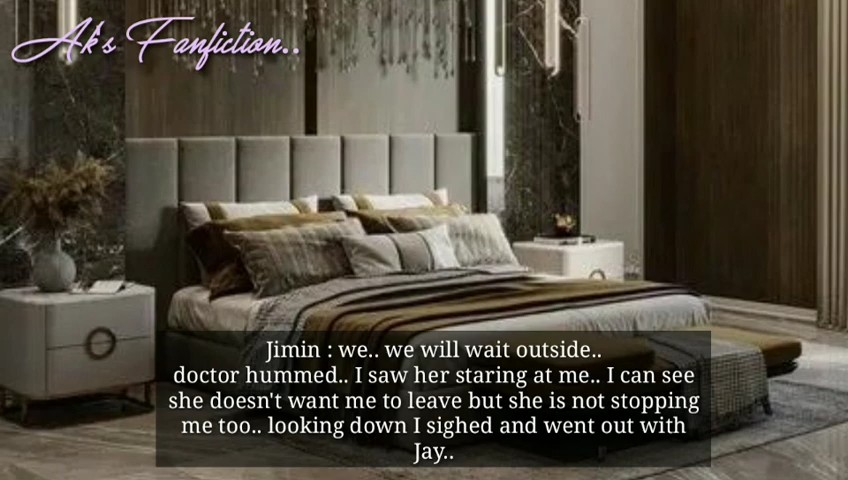 Ak's Fanfiction..
Jimin : we.. we will wait outside..
doctor hummed.. I saw her staring at me.. I can see
she doesn't want me to leave but she is not stopping
me too.. looking down I sighed and went out with
Jay..